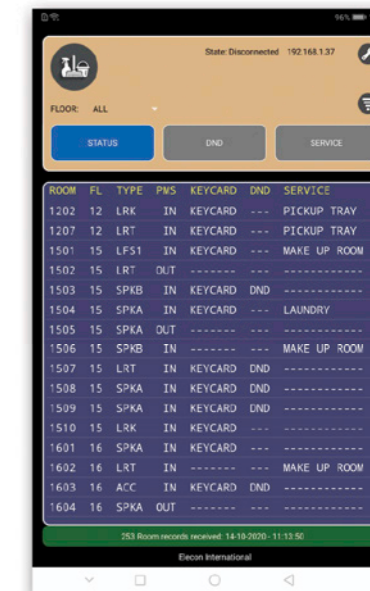 96%
State: Disconnected 192.168.1.37
FLOOR: ALL
STATUS DND SERVICE
ROOM FL TYPE PMS KEYCARD DND SERVICE
1202 12 LRK IN KEYCARD --- PICKUP TRAY
1207 12 LRT IN KEYCARD --- PICKUP TRAY
1501 15 LFS1 IN KEYCARD --- MAKE UP ROOM
1502 15 LRT OUT ------- --- ------------
1503 15 SPKB IN KEYCARD DND ------------
1504 15 SPKA IN KEYCARD --- LAUNDRY
1505 15 SPKA OUT ------- --- ------------
1506 15 SPKB IN ------- --- MAKE UP ROOM
1507 15 LRT IN KEYCARD DND ------------
1508 15 SPKA IN KEYCARD DND ------------
1509 15 SPKA IN KEYCARD DND ------------
1510 15 LRK IN KEYCARD --- ------------
1601 16 SPKA IN KEYCARD --- ------------
1602 16 LRT IN ------- --- MAKE UP ROOM
1603 16 ACC IN KEYCARD DND ------------
1604 16 SPKA OUT ------- --- ------------
253 Room records received: 14-10-2020 - 11:13:50
Elecon International